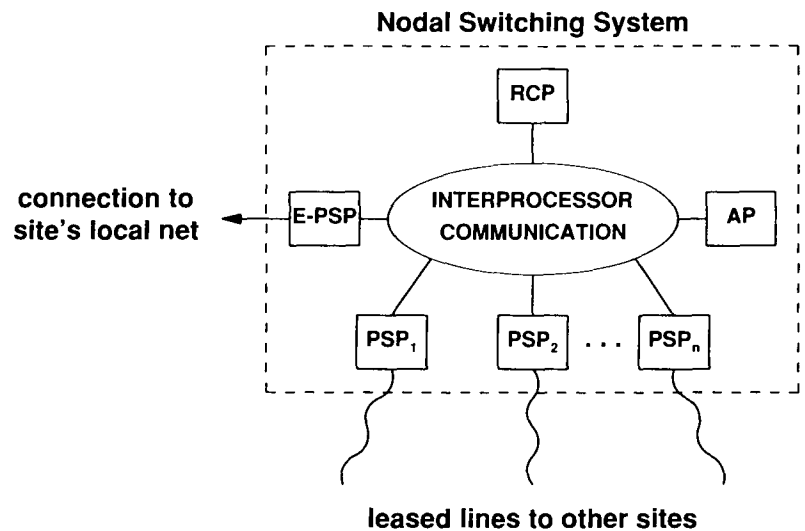 Nodal Switching System
RCP
connection to
site's local net
E-PSP
INTERPROCESSOR
COMMUNICATION
AP
PSP₁
PSP₂
. . .
PSPₙ
leased lines to other sites